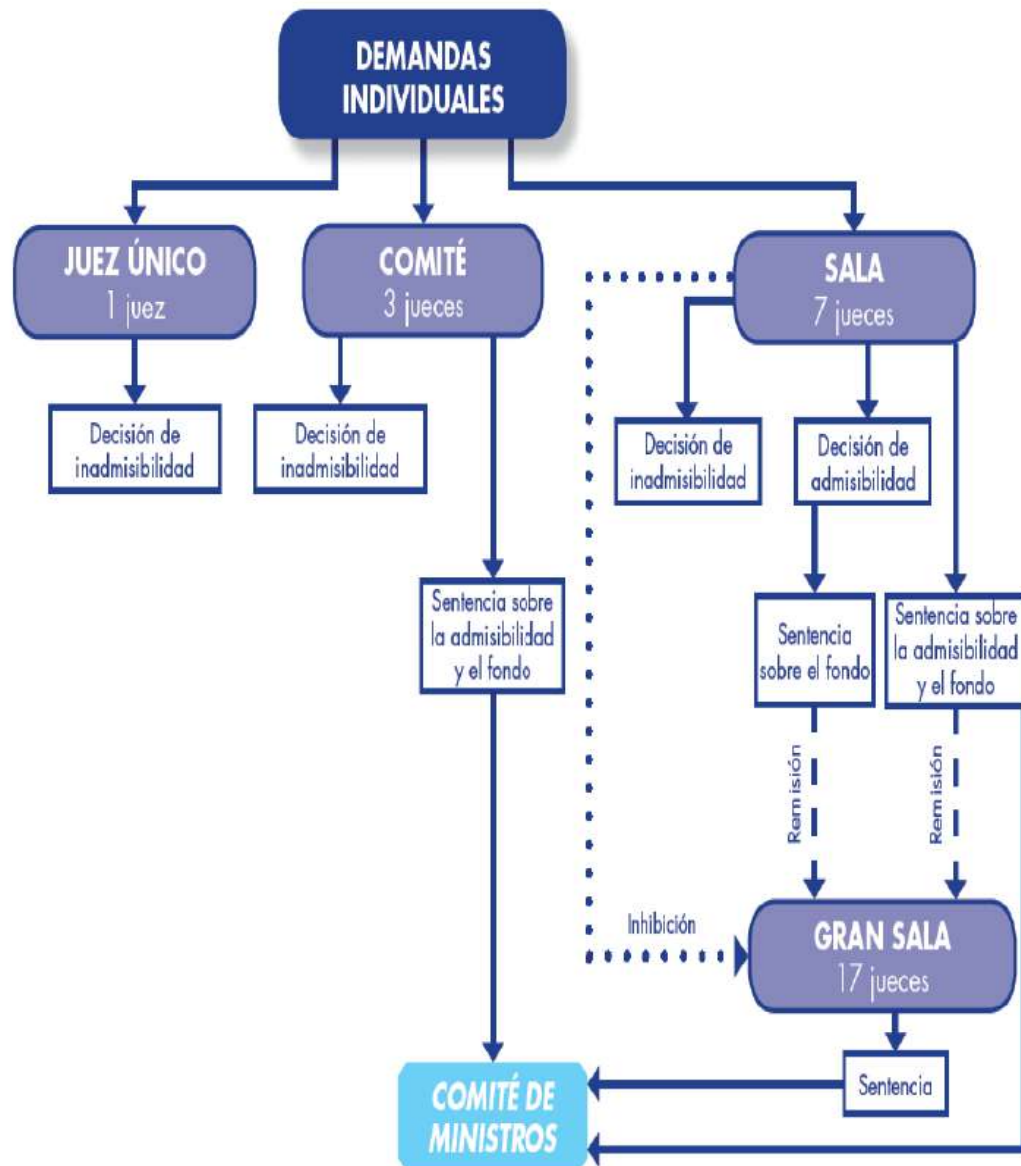 DEMANDAS
INDIVIDUALES
JUEZ ÚNICO
1 juez
COMITÉ
3 jueces
SALA
7 jueces
Decisión de
inadmisibilidad
Decisión de
inadmisibilidad
Decisión de
inadmisibilidad
Decisión de
admisibilidad
Sentencia sobre
la admisibilidad
y el fondo
Sentencia
sobre el fondo
Sentencia sobre
la admisibilidad
y el fondo
Remisión
Remisión
Inhibición
GRAN SALA
17 jueces
Sentencia
COMITÉ DE
MINISTROS